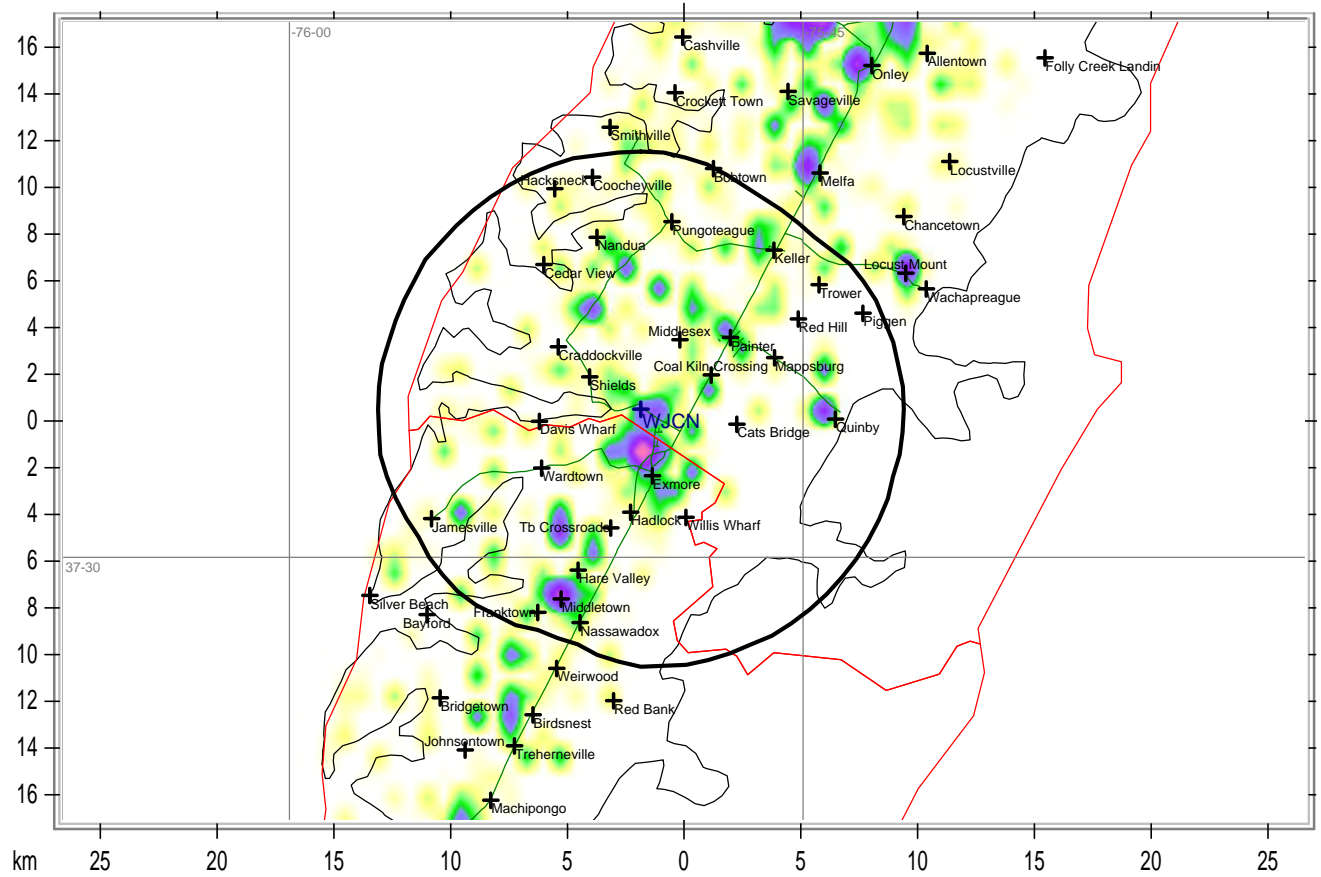 -76-00
-75-45
16
Cashville
Allentown
Folly Creek Landin
Onley
14
Crockett Town
Savageville
12
Smithville
Locustville
10
Hacksneck
Coocheyville
Bobtown
Melfa
Chancetown
8
Pungoteague
Nandua
Keller
6
Cedar View
Locust Mount
Trower
Wachapreague
4
Piggen
Red Hill
Middlesex
Painter
Craddockville
2
Coal Kiln Crossing
Mappsburg
Shields
0
WJCN
Davis Wharf
Cats Bridge
Quinby
2
Wardtown
Exmore
4
Jamesville
Tb Crossroads
Hadlock
Willis Wharf
6
37-30
Hare Valley
8
Silver Beach
Bayford
Franktown
Middletown
Nassawadox
10
Weirwood
12
Bridgetown
Red Bank
Birdsnest
14
Johnsontown
Treherneville
16
Machipongo
km 25 20 15 10 5 0 5 10 15 20 25